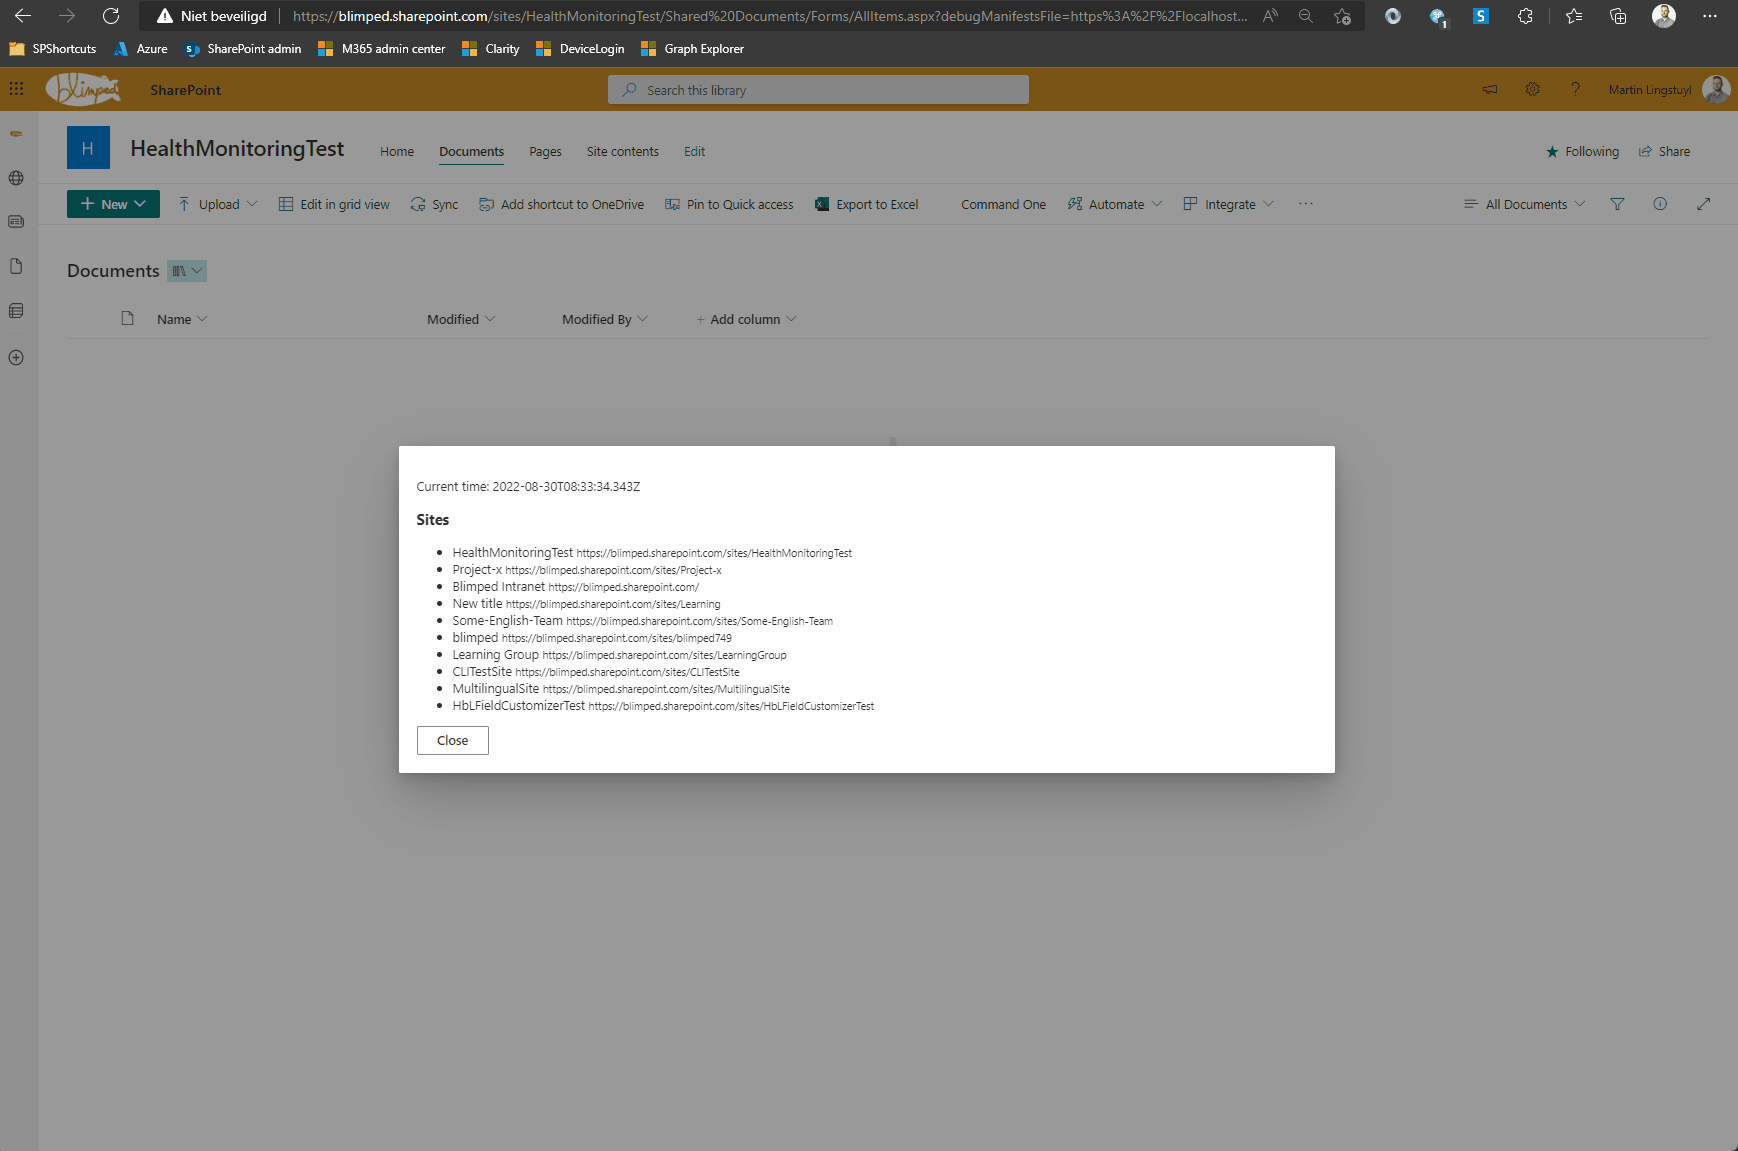 Niet beveiligd https://blimped.sharepoint.com/sites/HealthMonitoringTest/Shared%20Documents/Forms/AllItems.aspx?debugManifestsFile=https%3A%2F%2Flocalhost...
SPShortcuts Azure SharePoint admin M365 admin center Clarity DeviceLogin Graph Explorer
blimped SharePoint Search this library Martin Lingstuyl
H HealthMonitoringTest Home Documents Pages Site contents Edit Following Share
New Upload Edit in grid view Sync Add shortcut to OneDrive Pin to Quick access Export to Excel Command One Automate Integrate ... All Documents
Documents
Name Modified Modified By + Add column
Current time: 2022-08-30T08:33:34.343Z
Sites
• HealthMonitoringTest https://blimped.sharepoint.com/sites/HealthMonitoringTest
• Project-x https://blimped.sharepoint.com/sites/Project-x
• Blimped Intranet https://blimped.sharepoint.com/
• New title https://blimped.sharepoint.com/sites/Learning
• Some-English-Team https://blimped.sharepoint.com/sites/Some-English-Team
• blimped https://blimped.sharepoint.com/sites/blimped749
• Learning Group https://blimped.sharepoint.com/sites/LearningGroup
• CLITestSite https://blimped.sharepoint.com/sites/CLITestSite
• MultilingualSite https://blimped.sharepoint.com/sites/MultilingualSite
• HbLFieldCustomizerTest https://blimped.sharepoint.com/sites/HbLFieldCustomizerTest
Close